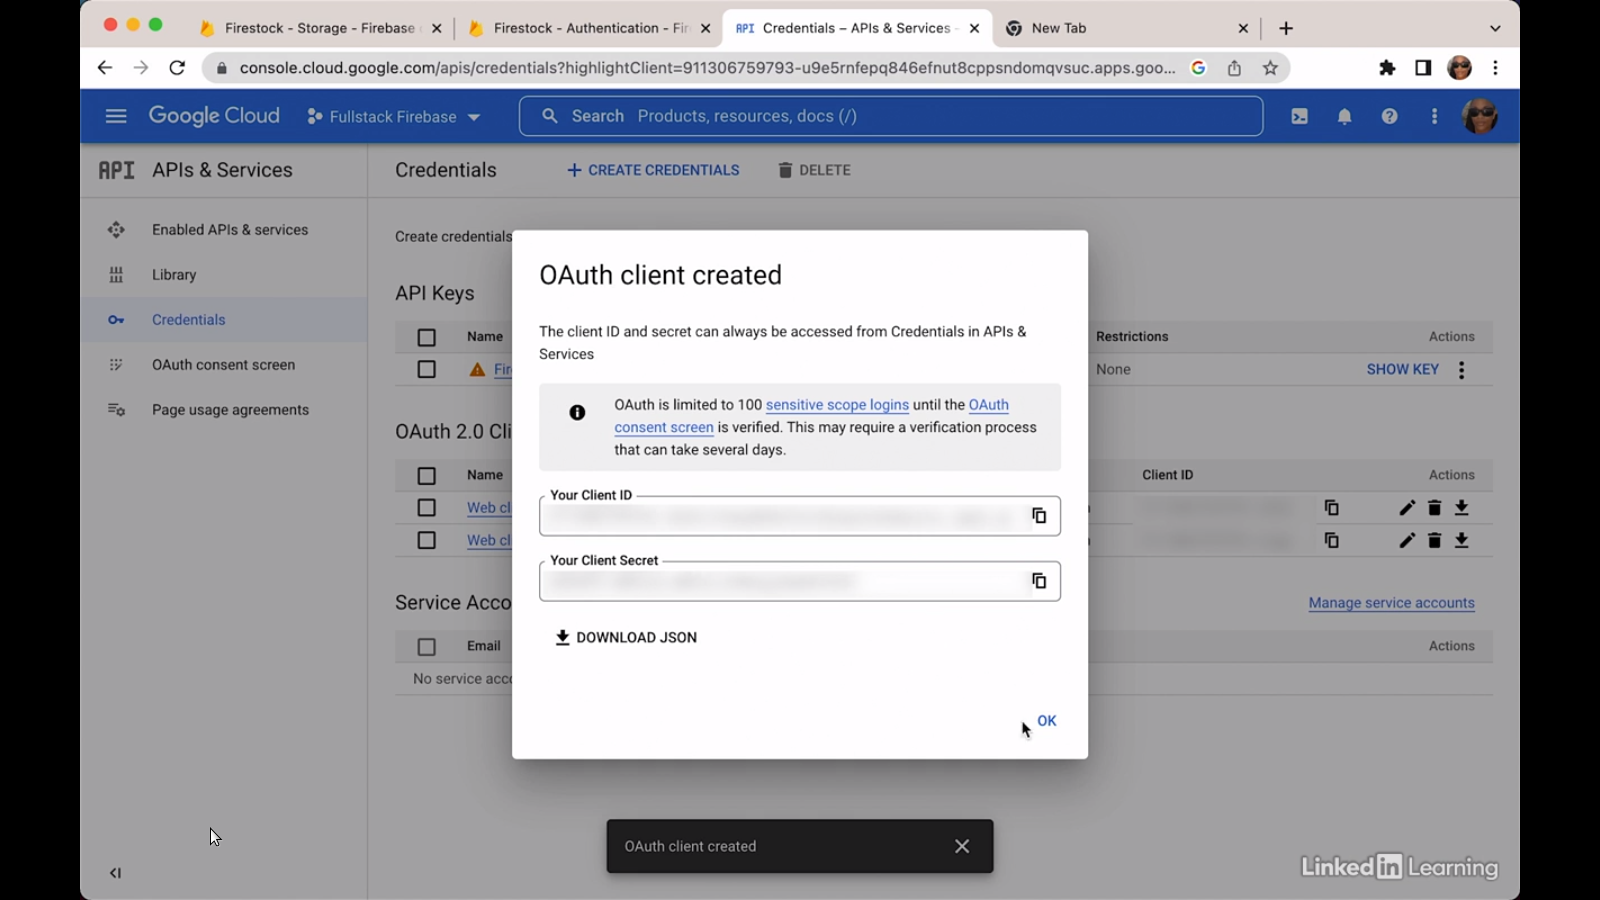 Firestock - Storage - Firebase
Firestock - Authentication - Fir
API Credentials – APIs & Services -
New Tab
console.cloud.google.com/apis/credentials?highlightClient=911306759793-u9e5rnfepq846efnut8cppsndomqvsuc.apps.goo...
Google Cloud
Fullstack Firebase
Search Products, resources, docs (/)
API APIs & Services
Credentials
CREATE CREDENTIALS
DELETE
Enabled APIs & services
Library
Credentials
OAuth consent screen
Page usage agreements
Create credentials
API Keys
Name
Restrictions
Actions
Fir
None
SHOW KEY
OAuth 2.0 Cli
Name
Client ID
Actions
Web cl
Web cl
Service Acco
Manage service accounts
Email
Actions
No service acc
OAuth client created
The client ID and secret can always be accessed from Credentials in APIs &
Services
OAuth is limited to 100 sensitive scope logins until the OAuth
consent screen is verified. This may require a verification process
that can take several days.
Your Client ID
Your Client Secret
DOWNLOAD JSON
OK
OAuth client created
LinkedIn Learning